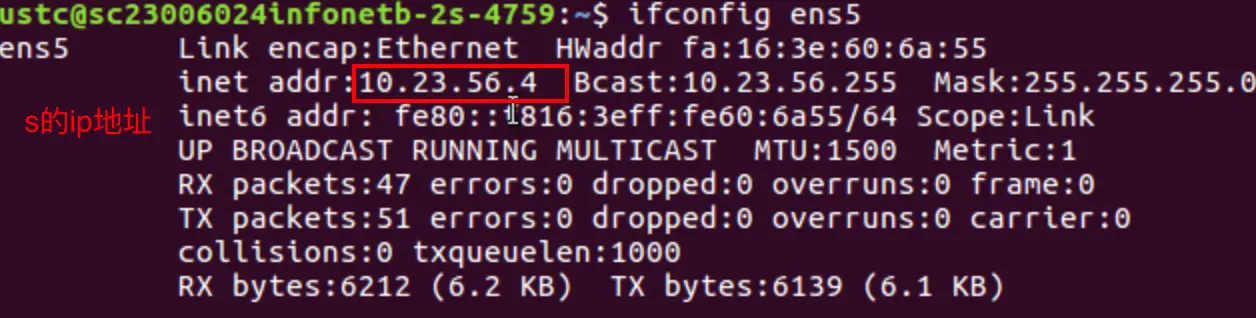 ustc@sc23006024infonetb-2s-4759:~$ ifconfig ens5
ens5 Link encap:Ethernet HWaddr fa:16:3e:60:6a:55
inet addr:10.23.56.4 Bcast:10.23.56.255 Mask:255.255.255.0
s的ip地址
inet6 addr: fe80::f816:3eff:fe60:6a55/64 Scope:Link
UP BROADCAST RUNNING MULTICAST MTU:1500 Metric:1
RX packets:47 errors:0 dropped:0 overruns:0 frame:0
TX packets:51 errors:0 dropped:0 overruns:0 carrier:0
collisions:0 txqueuelen:1000
RX bytes:6212 (6.2 KB) TX bytes:6139 (6.1 KB)